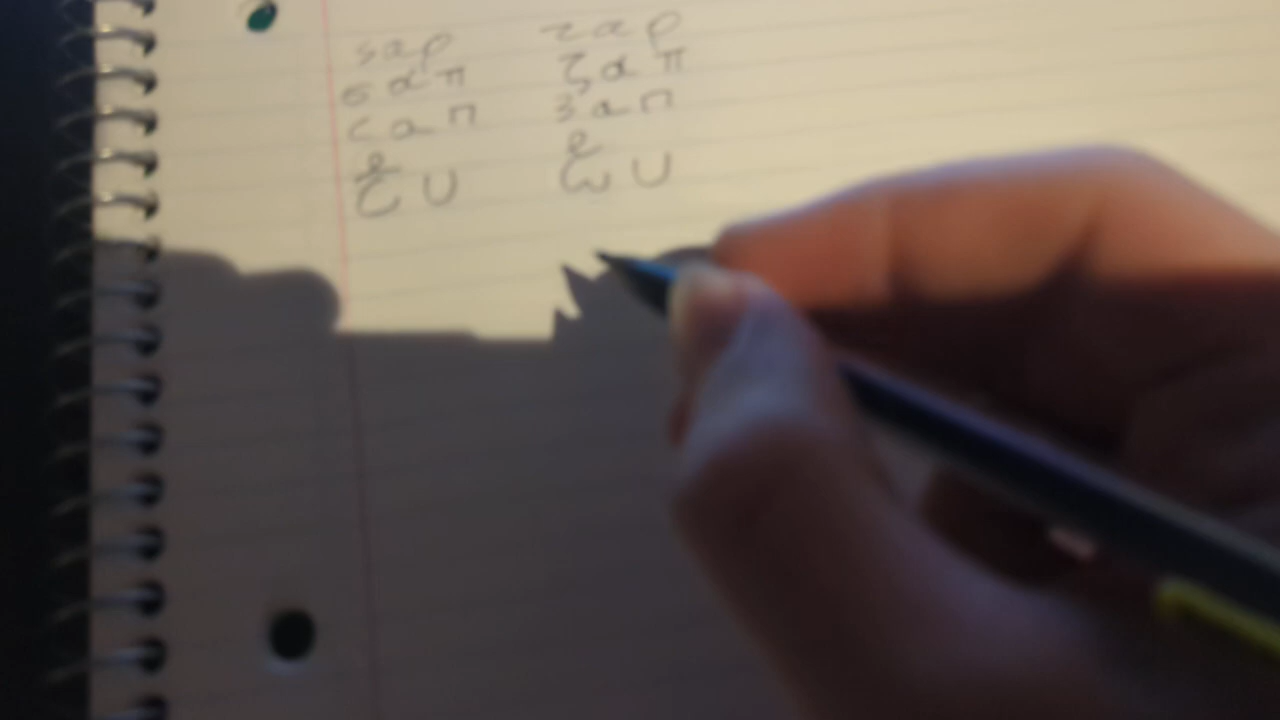 sap zap
σαπ ζαπ
сап зап